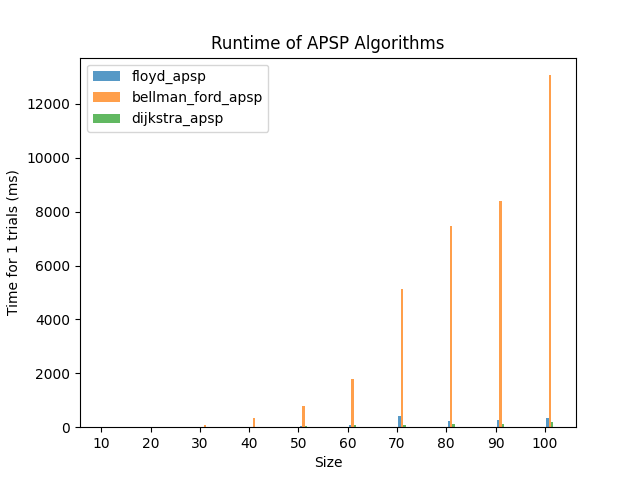 Runtime of APSP Algorithms
floyd_apsp
bellman_ford_apsp
dijkstra_apsp
Time for 1 trials (ms)
12000
10000
8000
6000
4000
2000
0
10 20 30 40 50 60 70 80 90 100
Size